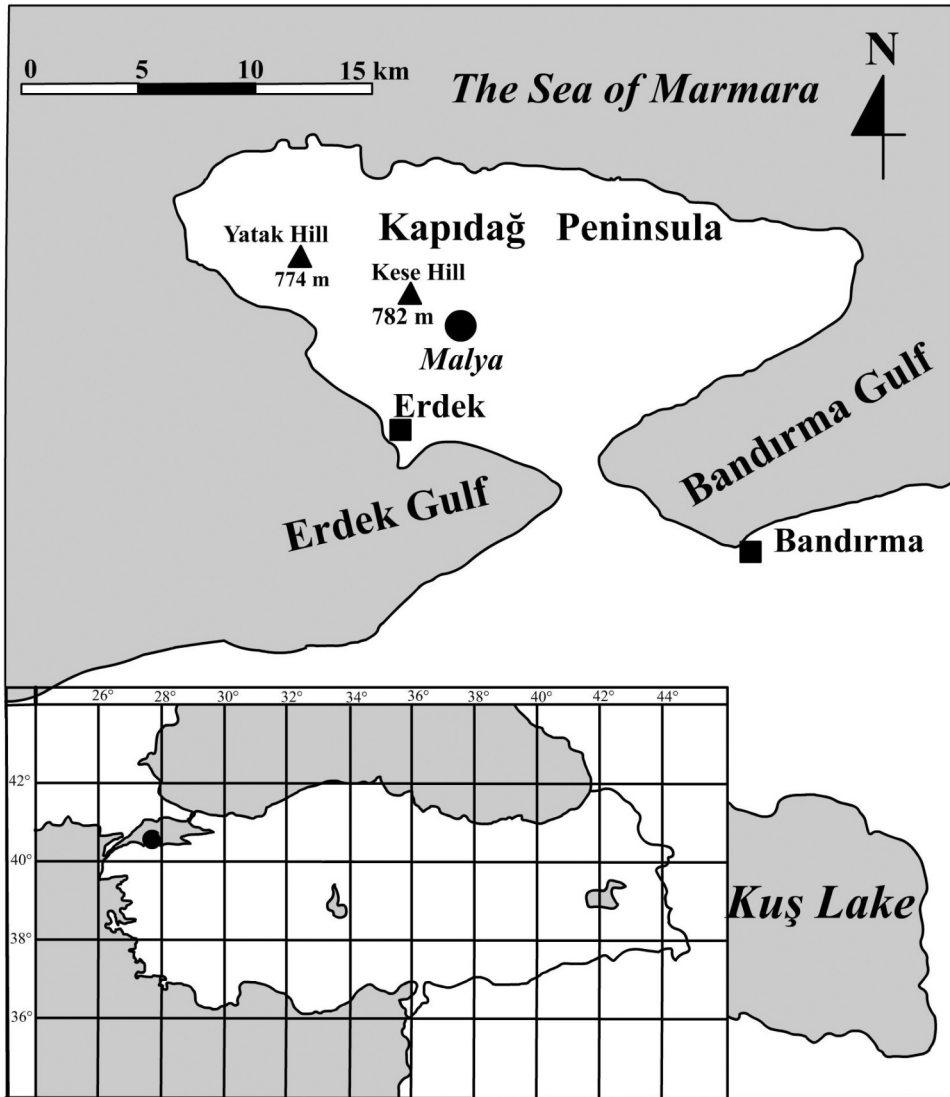 0 5 10 15 km
The Sea of Marmara
N
Yatak Hill
774 m
Kapıdağ Peninsula
Kese Hill
782 m
Malya
Erdek
Erdek Gulf
Bandırma Gulf
Bandırma
26° 28° 30° 32° 34° 36° 38° 40° 42° 44°
42°
40°
38°
36°
Kuş Lake